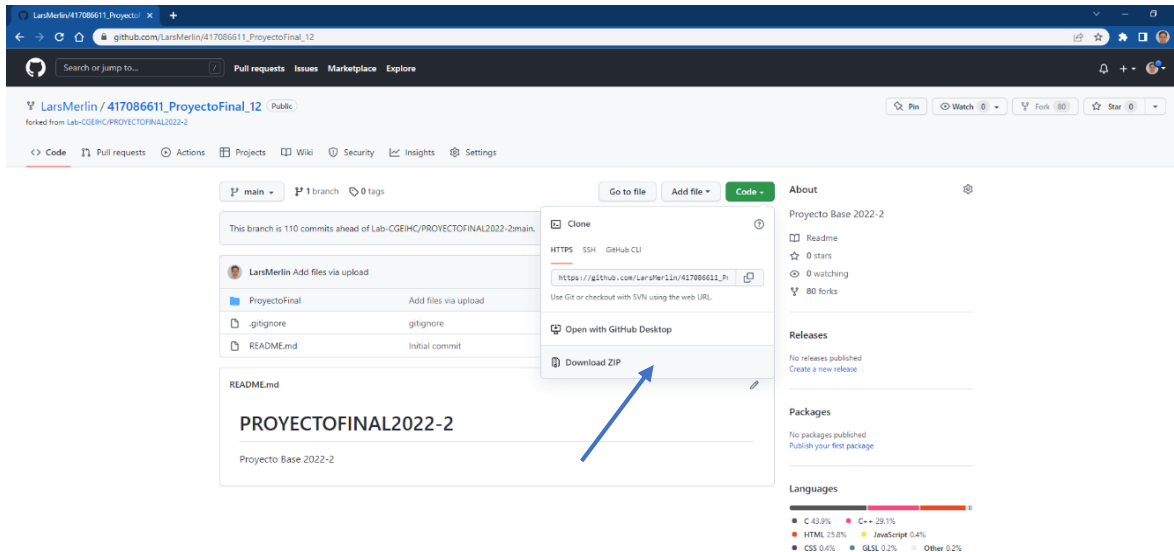 LarsMerlin/417086611_Proyecto
github.com/LarsMerlin/417086611_ProyectoFinal_12
Search or jump to... / Pull requests Issues Marketplace Explore
LarsMerlin / 417086611_ProyectoFinal_12 Public
Pin Watch 0 Fork 80 Star 0
forked from Lab-CGEIHC/PROYECTOFINAL2022-2
Code Pull requests Actions Projects Wiki Security Insights Settings
main 1 branch 0 tags
Go to file Add file Code
This branch is 110 commits ahead of Lab-CGEIHC/PROYECTOFINAL2022-2:main.
LarsMerlin Add files via upload
ProyectoFinal Add files via upload
.gitignore gitignore
README.md Initial commit
Clone
HTTPS SSH GitHub CLI
https://github.com/LarsMerlin/417086611_P
Use Git or checkout with SVN using the web URL.
Open with GitHub Desktop
Download ZIP
README.md
PROYECTOFINAL2022-2
Proyecto Base 2022-2
About
Proyecto Base 2022-2
Readme
0 stars
0 watching
80 forks
Releases
No releases published
Create a new release
Packages
No packages published
Publish your first package
Languages
C 43.9% C++ 29.1%
HTML 25.8% JavaScript 0.4%
CSS 0.4% GLSL 0.2% Other 0.2%